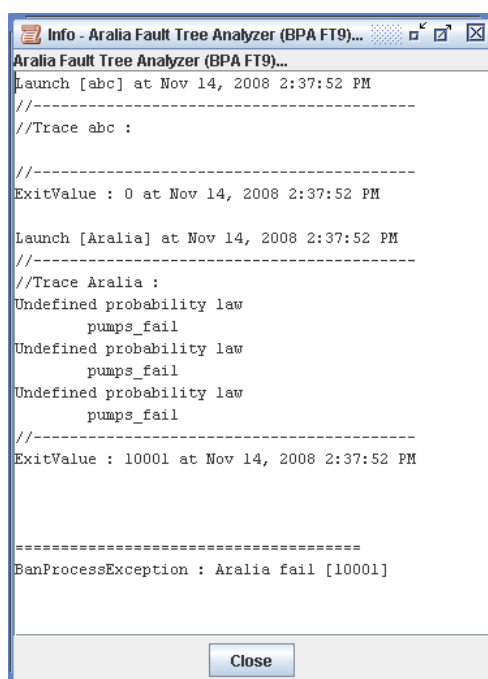 Info - Aralia Fault Tree Analyzer (BPA FT9)...
Aralia Fault Tree Analyzer (BPA FT9)...
Launch [abc] at Nov 14, 2008 2:37:52 PM
//-----------------------------------------
//Trace abc :
//-----------------------------------------
ExitValue : 0 at Nov 14, 2008 2:37:52 PM
Launch [Aralia] at Nov 14, 2008 2:37:52 PM
//-----------------------------------------
//Trace Aralia :
Undefined probability law
pumps_fail
Undefined probability law
pumps_fail
Undefined probability law
pumps_fail
//-----------------------------------------
ExitValue : 10001 at Nov 14, 2008 2:37:52 PM
======================================
BanProcessException : Aralia fail [10001]
Close